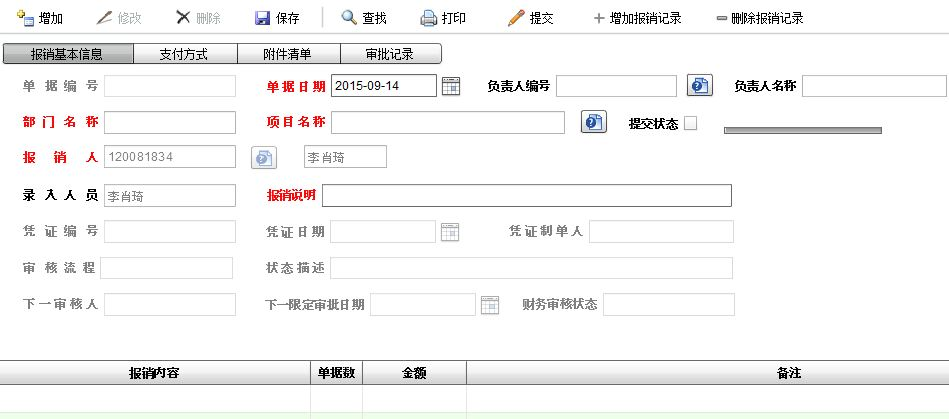 增加 修改 删除 保存 查找 打印 提交 增加报销记录 删除报销记录
报销基本信息 支付方式 附件清单 审批记录
单据编号 单据日期 2015-09-14 负责人编号 负责人名称
部门名称 项目名称 提交状态
报销人 120081834 李肖琦
录入人员 李肖琦 报销说明
凭证编号 凭证日期 凭证制单人
审核流程 状态描述
下一审核人 下一限定审批日期 财务审核状态
报销内容 单据数 金额 备注